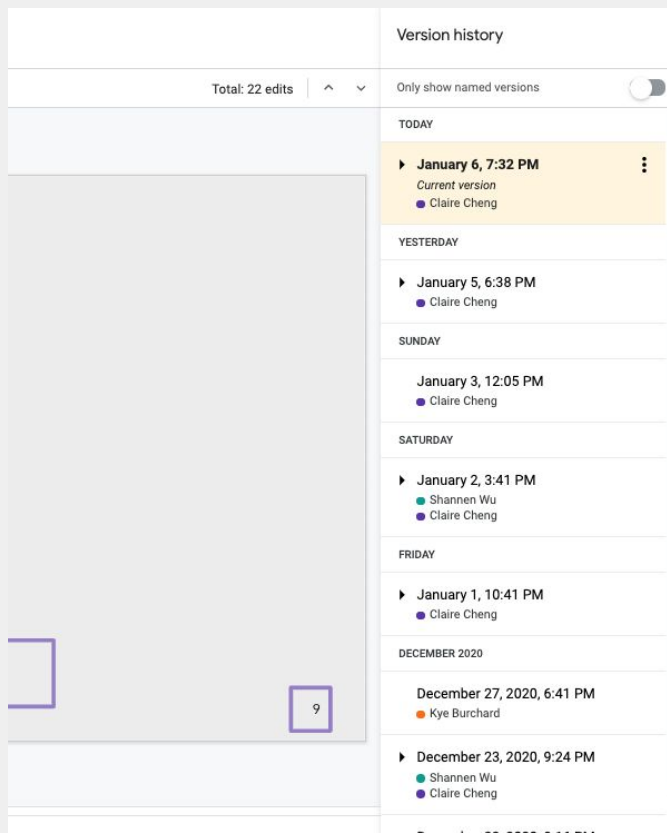 Version history
Total: 22 edits
Only show named versions
TODAY
January 6, 7:32 PM
Current version
Claire Cheng
YESTERDAY
January 5, 6:38 PM
Claire Cheng
SUNDAY
January 3, 12:05 PM
Claire Cheng
SATURDAY
January 2, 3:41 PM
Shannen Wu
Claire Cheng
FRIDAY
January 1, 10:41 PM
Claire Cheng
DECEMBER 2020
December 27, 2020, 6:41 PM
Kye Burchard
9
December 23, 2020, 9:24 PM
Shannen Wu
Claire Cheng